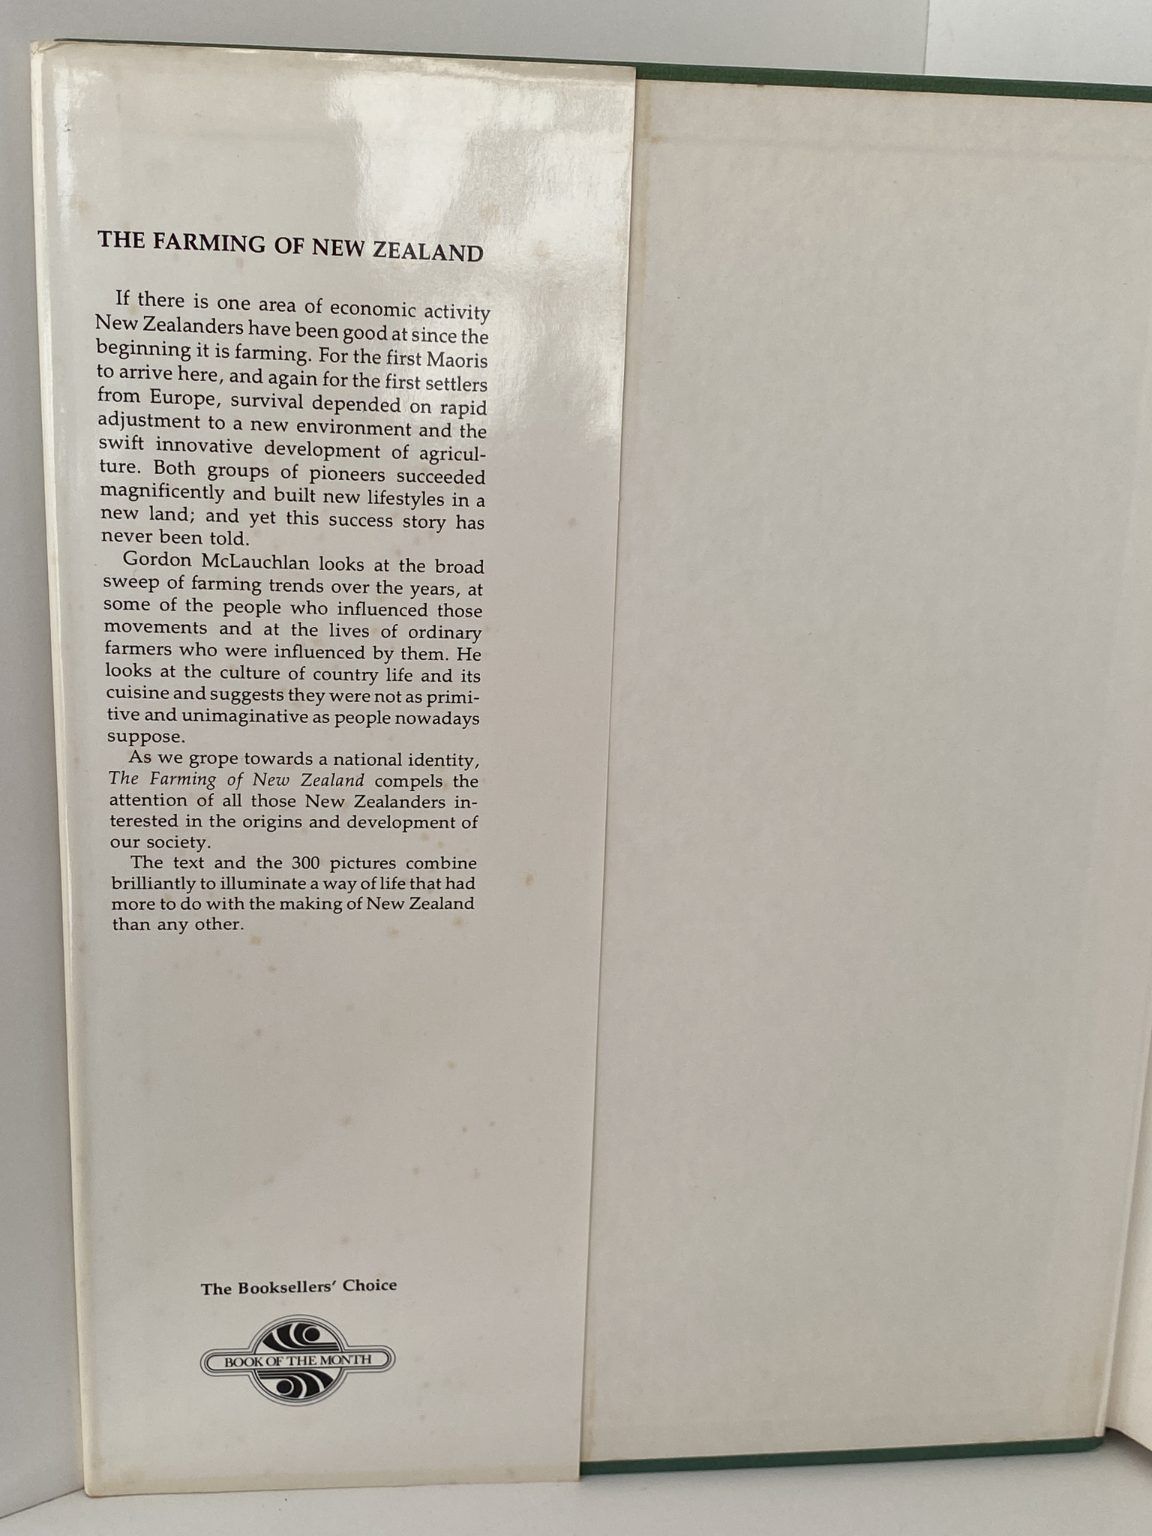 THE FARMING OF NEW ZEALAND
If there is one area of economic activity
New Zealanders have been good at since the
beginning it is farming. For the first Maoris
to arrive here, and again for the first settlers
from Europe, survival depended on rapid
adjustment to a new environment and the
swift innovative development of agricul-
ture. Both groups of pioneers succeeded
magnificently and built new lifestyles in a
new land; and yet this success story has
never been told.
Gordon McLauchlan looks at the broad
sweep of farming trends over the years, at
some of the people who influenced those
movements and at the lives of ordinary
farmers who were influenced by them. He
looks at the culture of country life and its
cuisine and suggests they were not as primi-
tive and unimaginative as people nowadays
suppose.
As we grope towards a national identity,
The Farming of New Zealand compels the
attention of all those New Zealanders in-
terested in the origins and development of
our society.
The text and the 300 pictures combine
brilliantly to illuminate a way of life that had
more to do with the making of New Zealand
than any other.
The Booksellers' Choice
BOOK OF THE MONTH